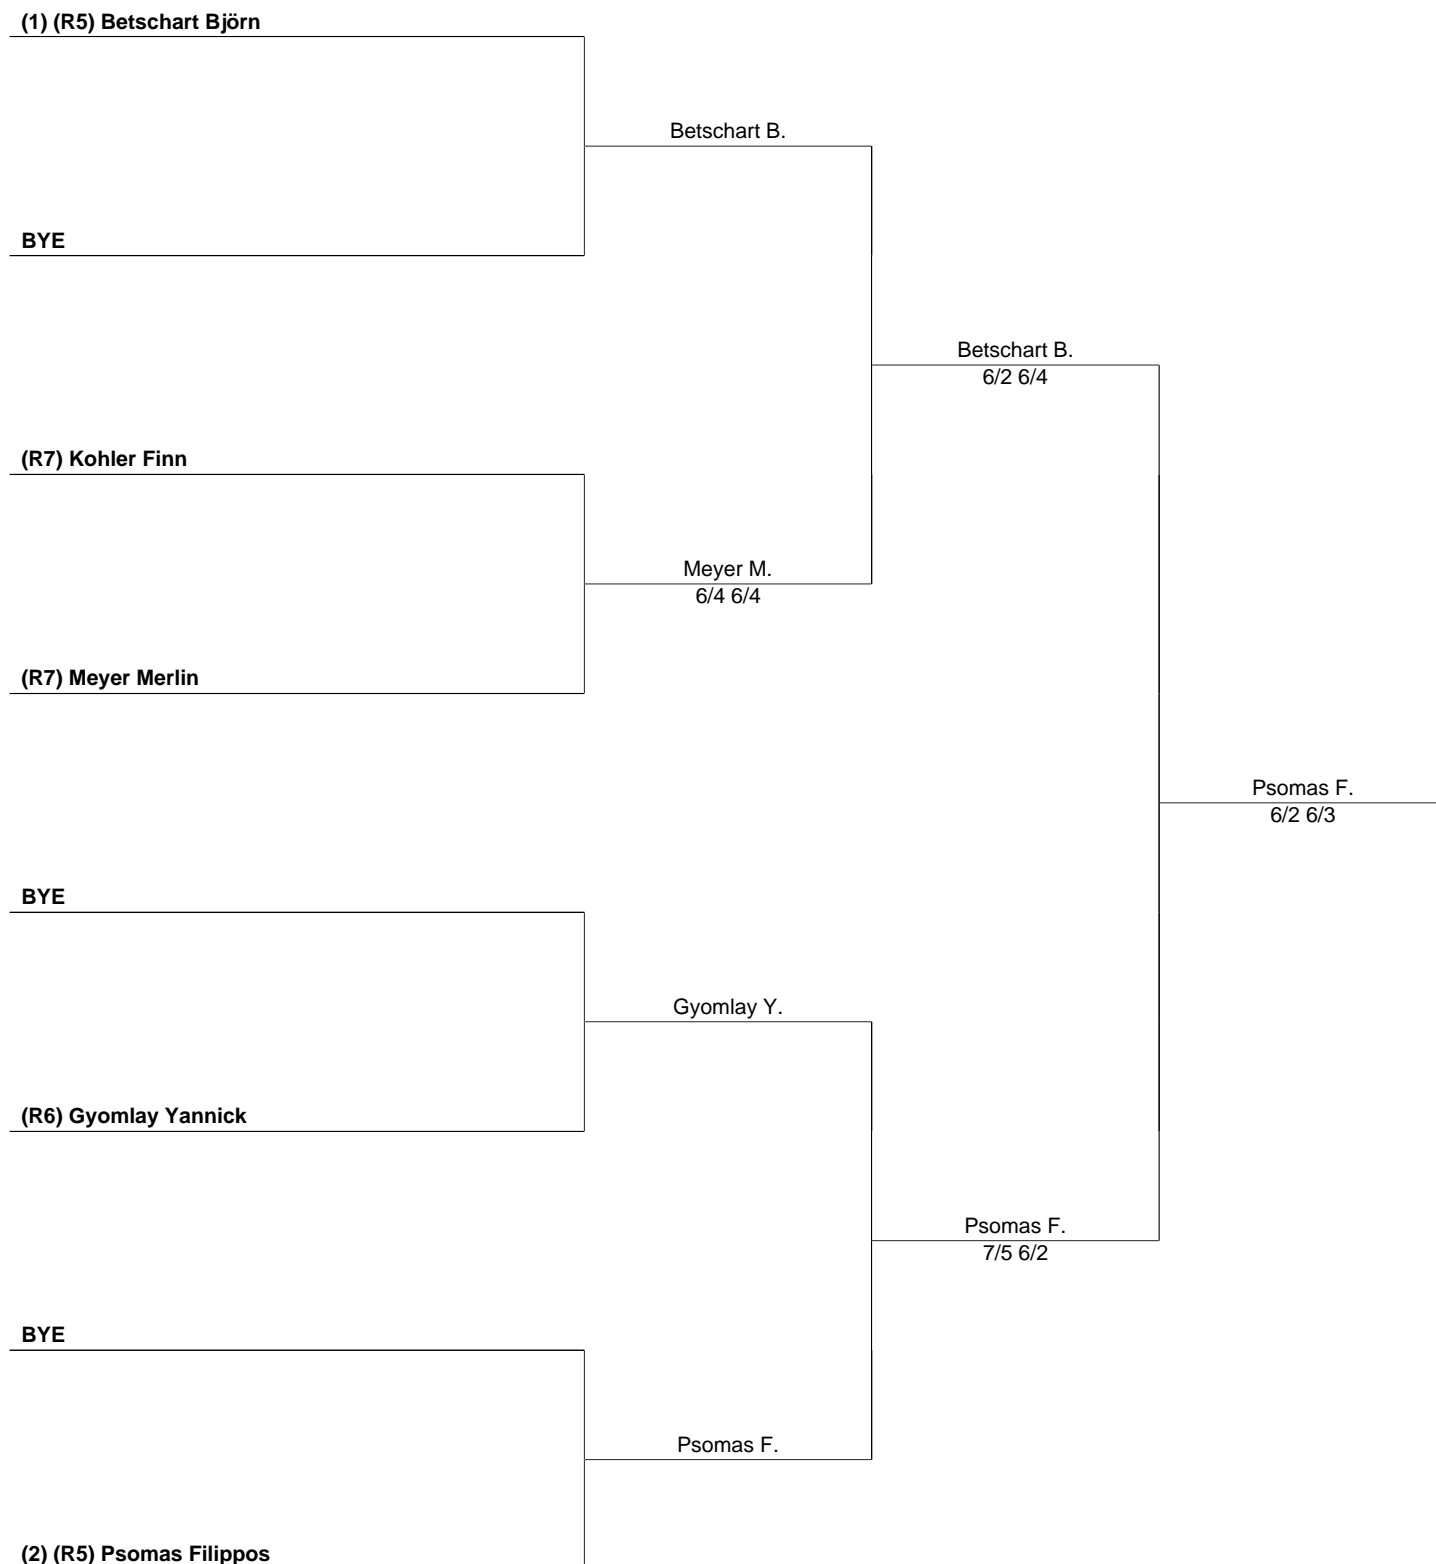 (1) (R5) Betschart Björn
Betschart B.
BYE
Betschart B.
6/2 6/4
(R7) Kohler Finn
Meyer M.
6/4 6/4
(R7) Meyer Merlin
Psomas F.
6/2 6/3
BYE
Gyomlay Y.
(R6) Gyomlay Yannick
Psomas F.
7/5 6/2
BYE
Psomas F.
(2) (R5) Psomas Filippos